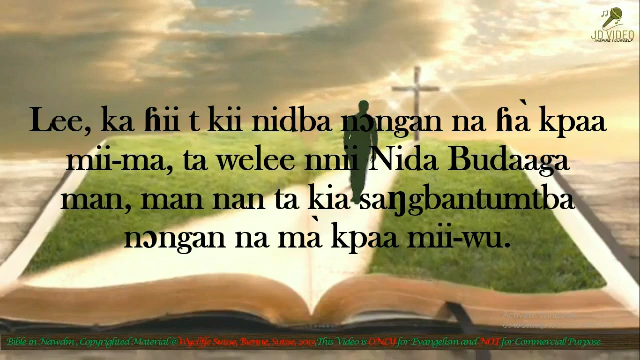 JD VIDEO
Lee, ka ɦii t kii nidba nɔngan na ɦà kpaa
mii-ma, ta welee nnii Nida Budaaga
man, man nan ta kia saŋgbantumtba
nɔngan na mà kpaa mii-wu.
Bible in Nawdm, Copyrighted Material @ Wycliffe Suisse, Bienne, Suisse, 2015, This Video is ONLY for Evangelism and NOT for Commercial Purpose.